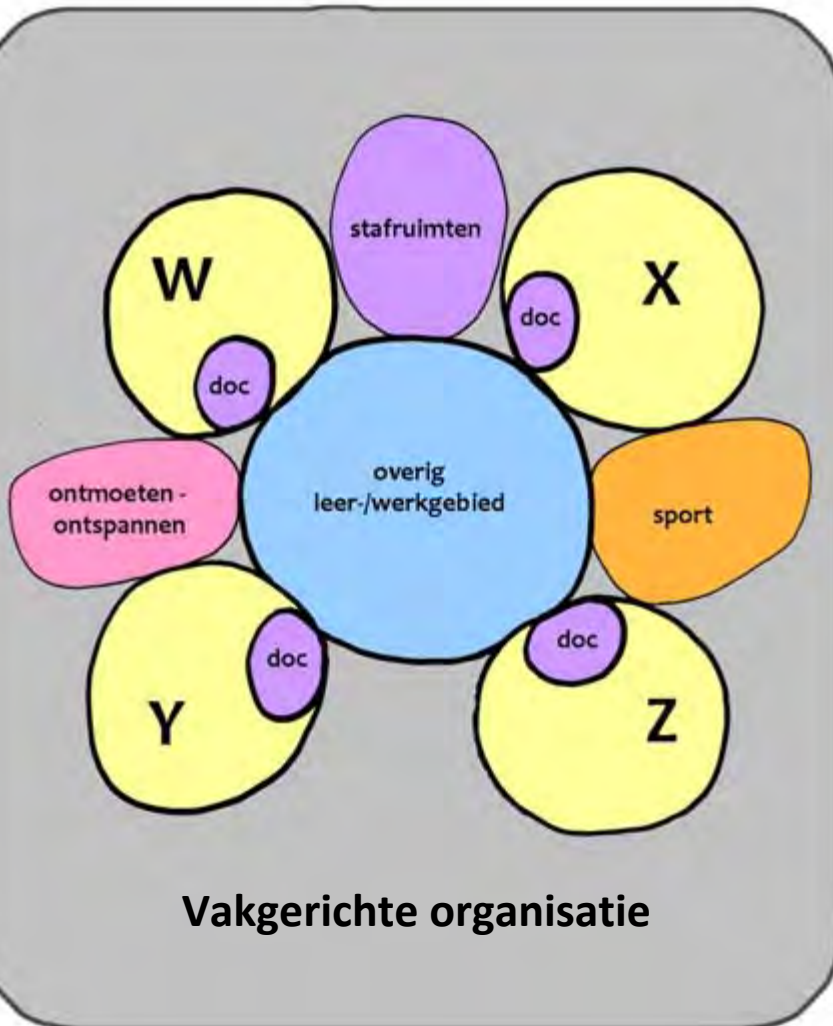 stafruimten
W
X
doc
doc
overig
leer-/werkgebied
ontmoeten -
ontspannen
sport
doc
doc
Y
Z
Vakgerichte organisatie